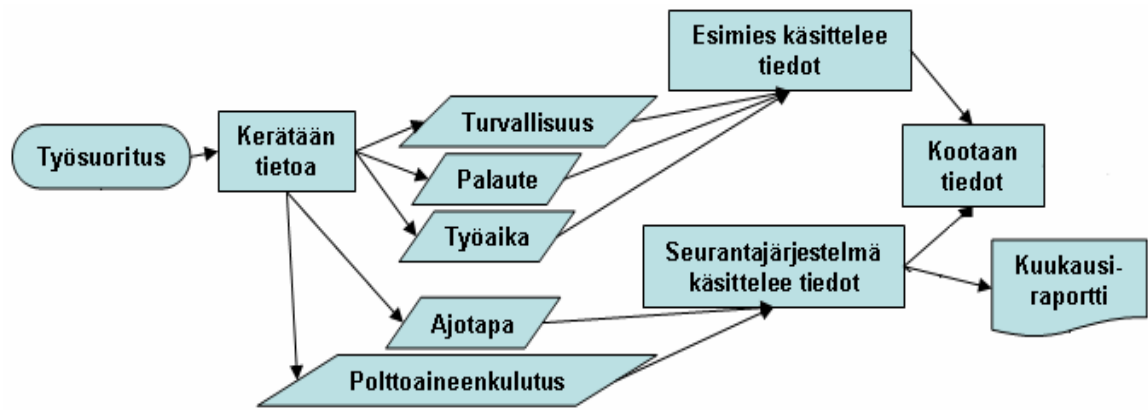 Työsuoritus
Kerätään
tietoa
Turvallisuus
Palaute
Työaika
Ajotapa
Polttoaineenkulutus
Esimies käsittelee
tiedot
Seurantajärjestelmä
käsittelee tiedot
Kootaan
tiedot
Kuukausi-
raportti